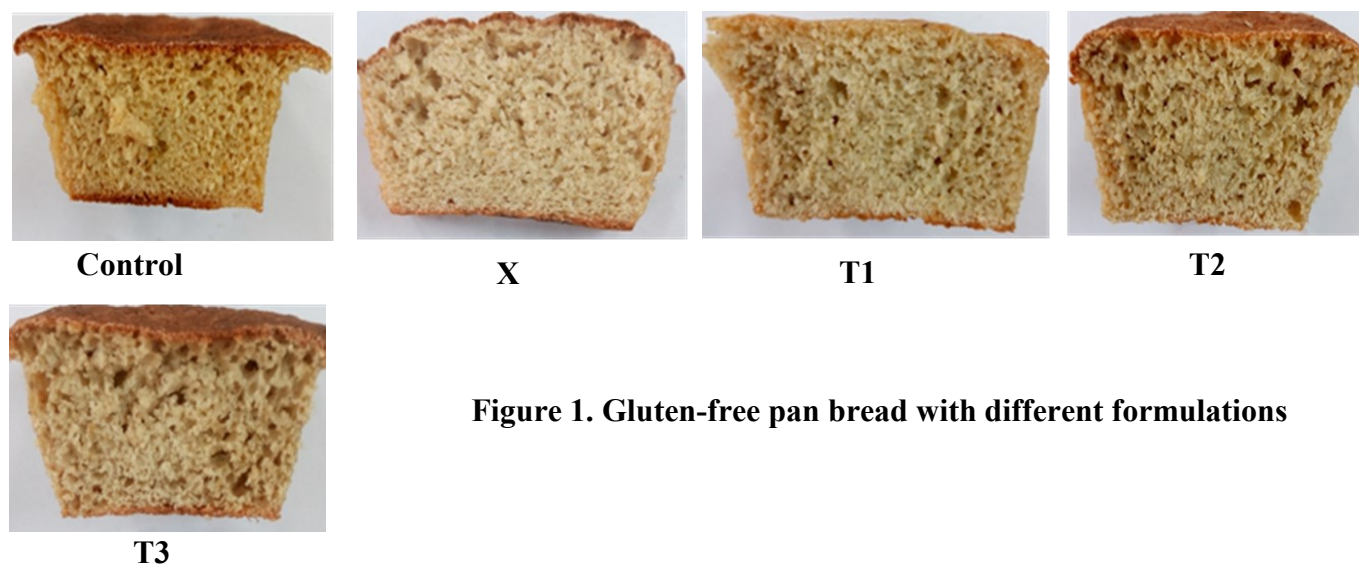 Control
X
T1
T2
T3
Figure 1. Gluten-free pan bread with different formulations